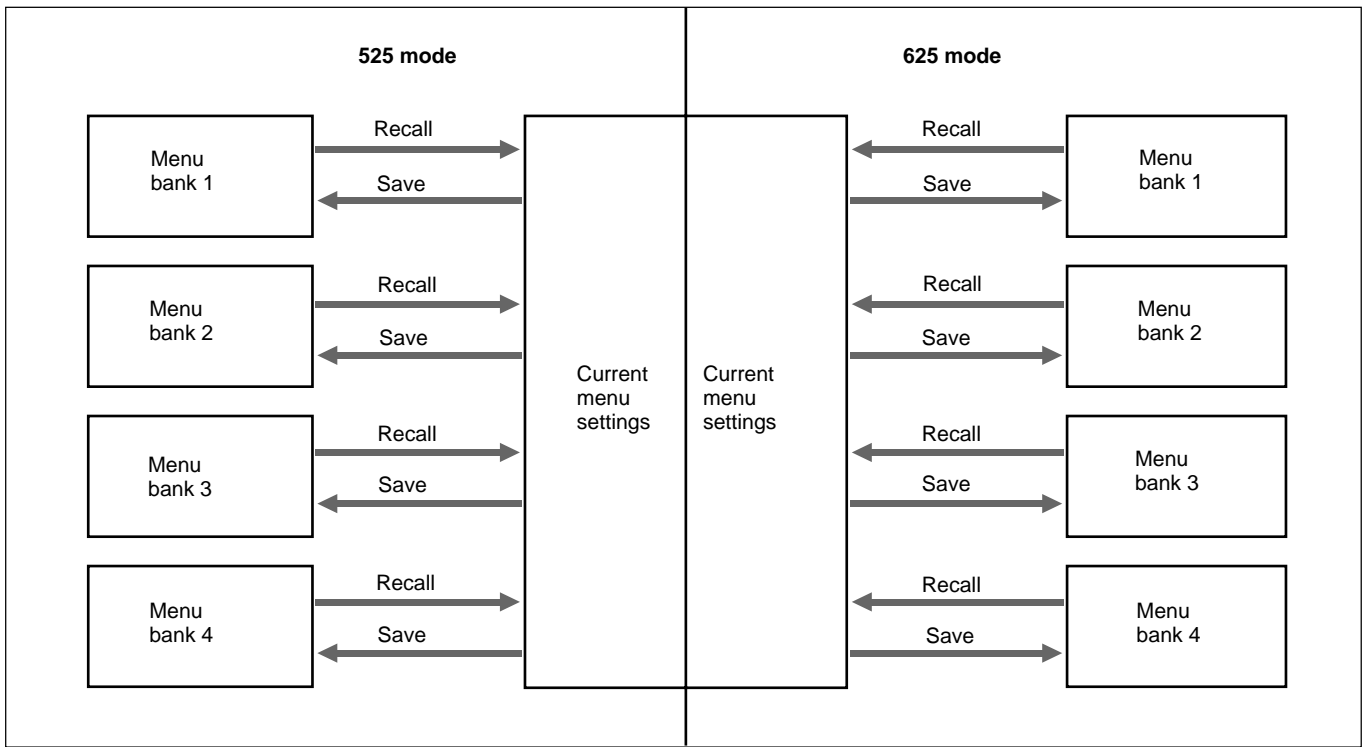 525 mode
625 mode
Menu
bank 1
Recall
Save
Menu
bank 2
Recall
Save
Menu
bank 3
Recall
Save
Menu
bank 4
Recall
Save
Current
menu
settings
Current
menu
settings
Recall
Save
Menu
bank 1
Recall
Save
Menu
bank 2
Recall
Save
Menu
bank 3
Recall
Save
Menu
bank 4